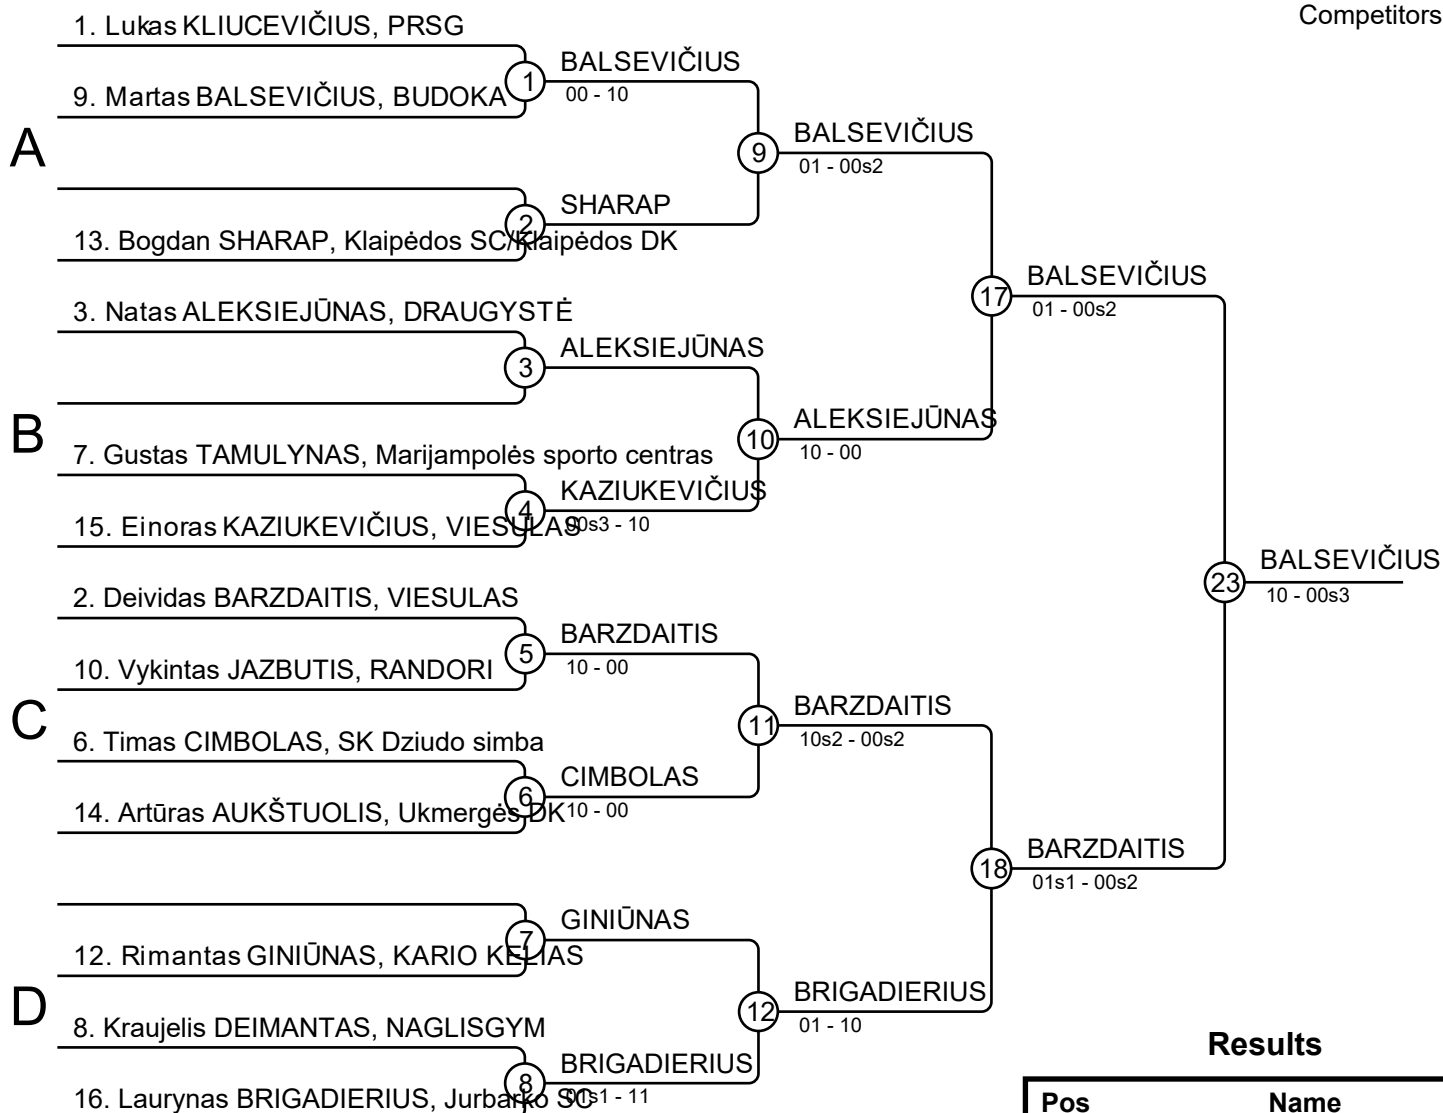 Competitors
1. Lukas KLIUCEVIČIUS, PRSG
1
BALSEVIČIUS
00 - 10
9. Martas BALSEVIČIUS, BUDOKA
A
9
BALSEVIČIUS
01 - 00s2
2
SHARAP
13. Bogdan SHARAP, Klaipėdos SC/Klaipėdos DK
17
BALSEVIČIUS
01 - 00s2
3. Natas ALEKSIEJŪNAS, DRAUGYSTĖ
3
ALEKSIEJŪNAS
B
10
ALEKSIEJŪNAS
10 - 00
7. Gustas TAMULYNAS, Marijampolės sporto centras
4
KAZIUKEVIČIUS
00s3 - 10
15. Einoras KAZIUKEVIČIUS, VIESULAS
23
BALSEVIČIUS
10 - 00s3
2. Deividas BARZDAITIS, VIESULAS
5
BARZDAITIS
10 - 00
10. Vykintas JAZBUTIS, RANDORI
C
11
BARZDAITIS
10s2 - 00s2
6. Timas CIMBOLAS, SK Dziudo simba
6
CIMBOLAS
10 - 00
14. Artūras AUKŠTUOLIS, Ukmergės DK
18
BARZDAITIS
01s1 - 00s2
7
GINIŪNAS
12. Rimantas GINIŪNAS, KARIO KELIAS
D
12
BRIGADIERIUS
01 - 10
8. Kraujelis DEIMANTAS, NAGLISGYM
8
BRIGADIERIUS
01s1 - 11
16. Laurynas BRIGADIERIUS, Jurbarko SC
Results
Pos Name